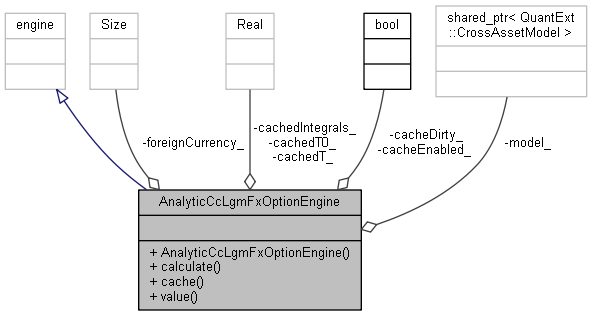 engine
Size
Real
bool
shared_ptr< QuantExt
::CrossAssetModel >
-foreignCurrency_
-cachedIntegrals_
-cachedT0_
-cachedT_
-cacheDirty_
-cacheEnabled_
-model_
AnalyticCcLgmFxOptionEngine
+ AnalyticCcLgmFxOptionEngine()
+ calculate()
+ cache()
+ value()